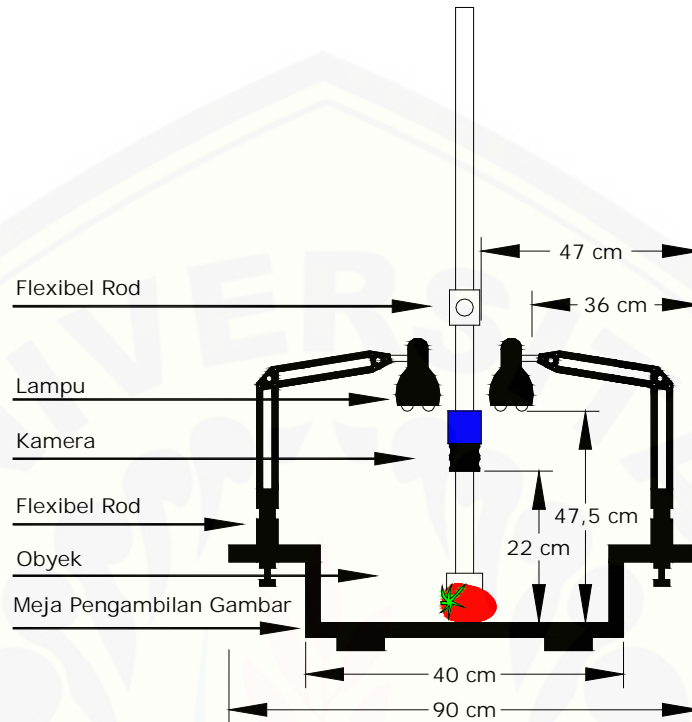 47 cm
Flexibel Rod
36 cm
Lampu
Kamera
Flexibel Rod
47,5 cm
22 cm
Obyek
Meja Pengambilan Gambar
40 cm
90 cm